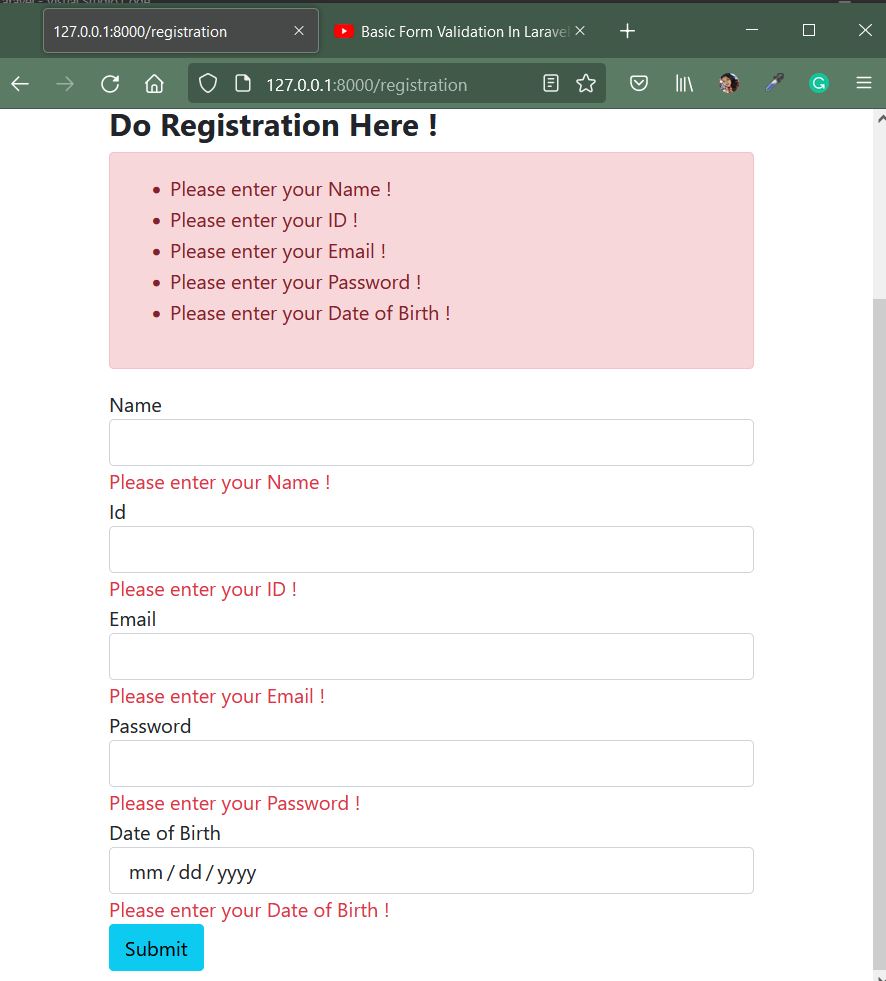 127.0.0.1:8000/registration
Basic Form Validation In Laravel
127.0.0.1:8000/registration
Do Registration Here !
Please enter your Name !
Please enter your ID !
Please enter your Email !
Please enter your Password !
Please enter your Date of Birth !
Name
Please enter your Name !
Id
Please enter your ID !
Email
Please enter your Email !
Password
Please enter your Password !
Date of Birth
mm / dd / yyyy
Please enter your Date of Birth !
Submit